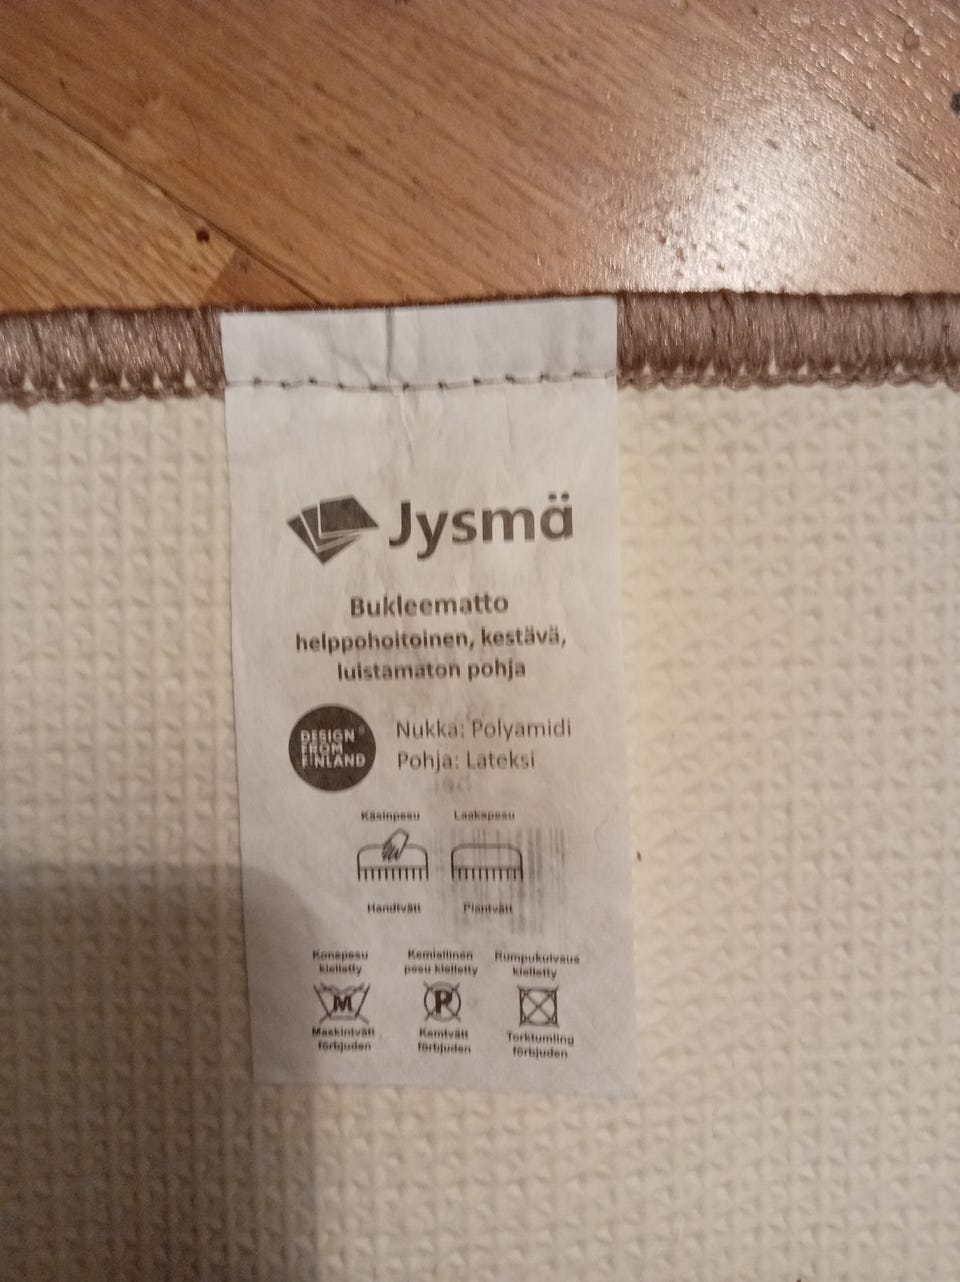 Jysmä
Bukleematto
helppohoitoinen, kestävä,
luistamaton pohja
DESIGN
FROM
FINLAND
Nukka: Polyamidi
Pohja: Lateksi
Käsinpesu
Laakapesu
Handtvätt
Plantvätt
Konepesu
kielletty
Kemiallinen
pesu kielletty
Rumpukuivaus
kielletty
M
P
Maskintvätt
förbjuden
Kemtvätt
förbjuden
Torktumling
förbjuden